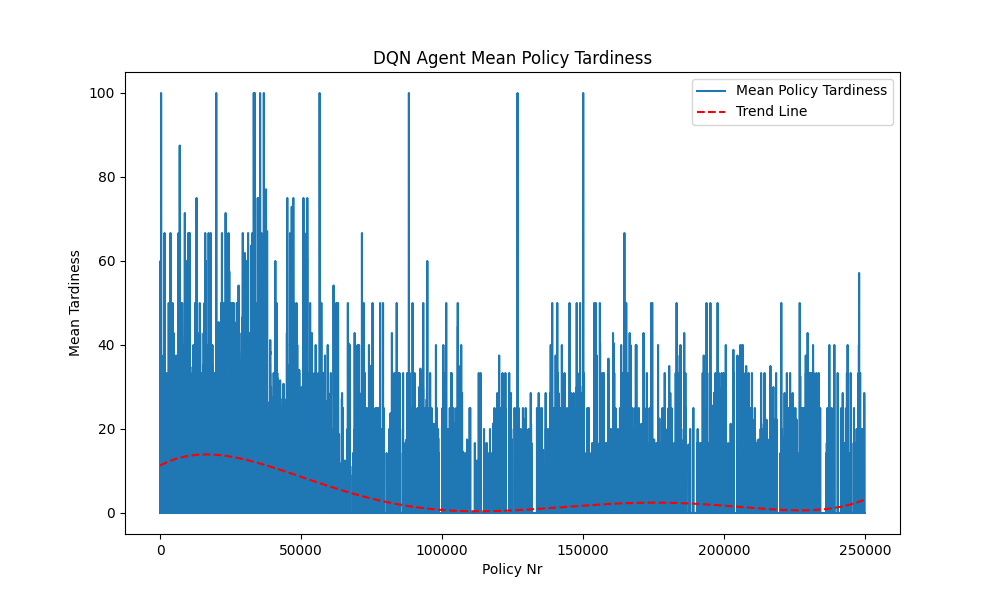 DQN Agent Mean Policy Tardiness
Mean Policy Tardiness
Trend Line
Mean Tardiness
100
80
60
40
20
0
0 50000 100000 150000 200000 250000
Policy Nr